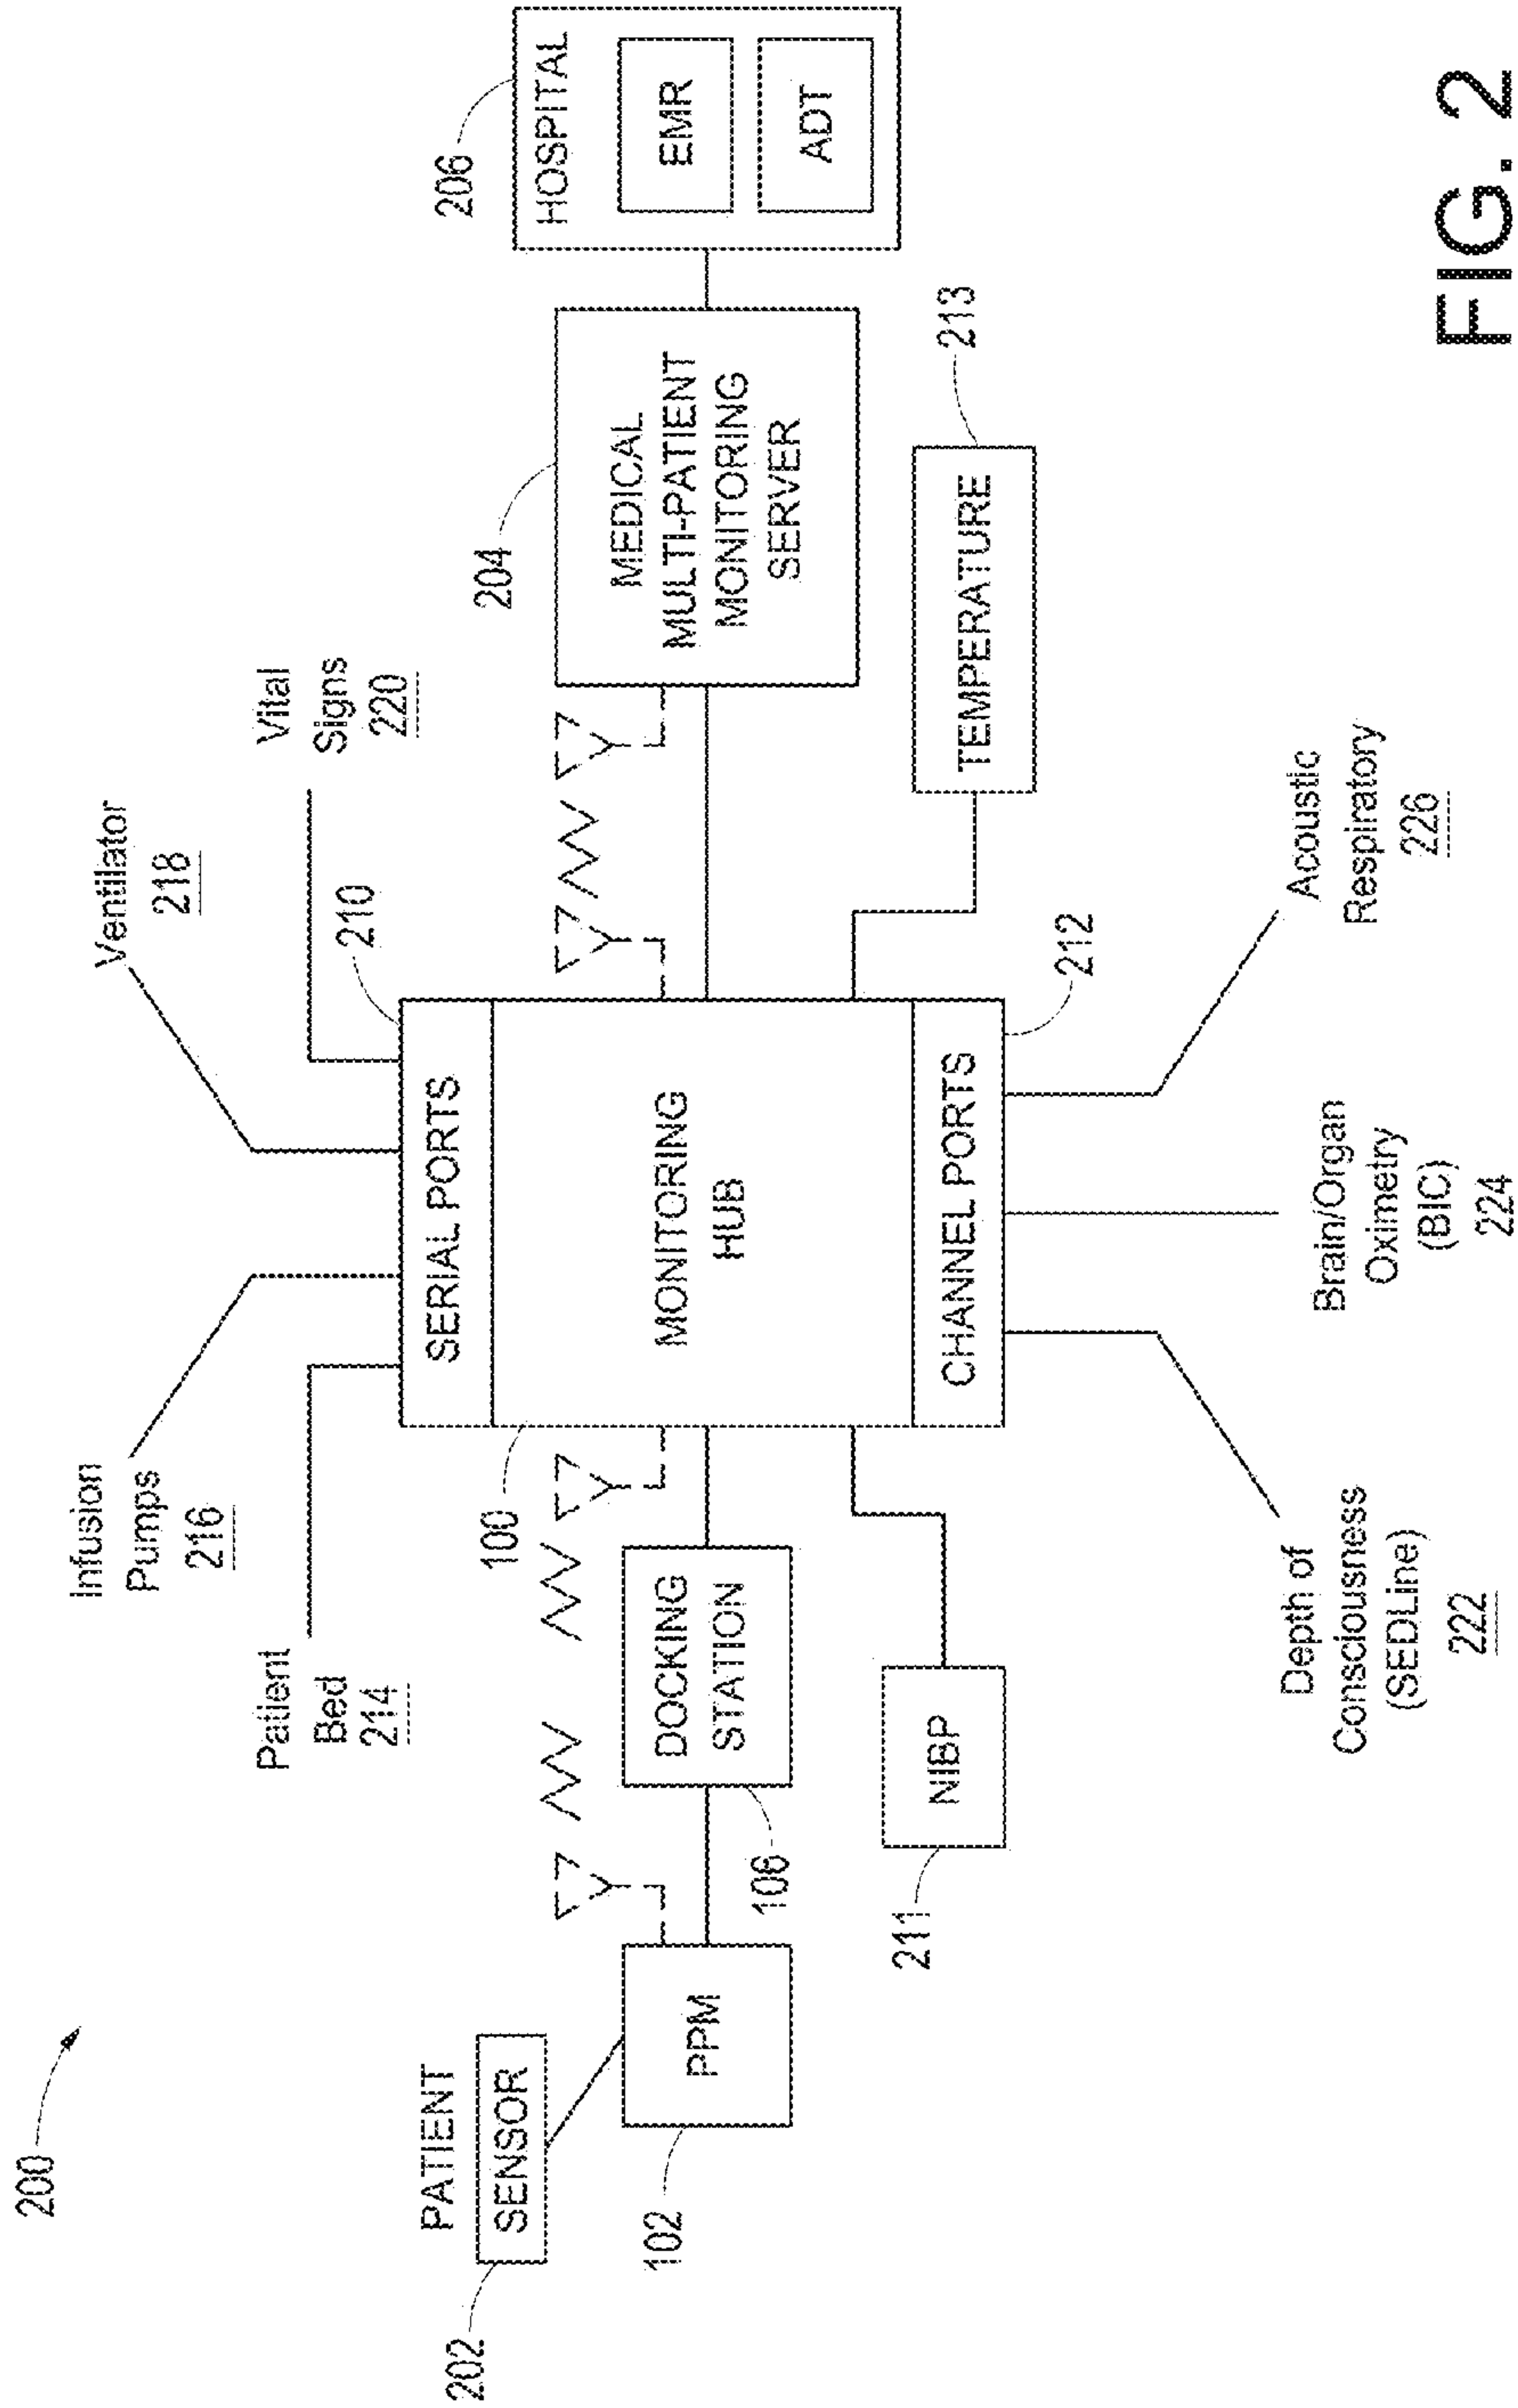 200
Infusion
Pumps
216
Ventilator
218
Patient
Bed
214
Vital
Signs
220
210
SERIAL PORTS
100
MONITORING
HUB
CHANNEL PORTS
212
PATIENT
SENSOR
202
PPM
102
DOCKING
STATION
106
NIBP
211
204
MEDICAL
MULTI-PATIENT
MONITORING
SERVER
206
HOSPITAL
EMR
ADT
TEMPERATURE
213
Depth of
Consciousness
(SEDLine)
222
Brain/Organ
Oximetry
(BIC)
224
Acoustic
Respiratory
226
FIG. 2